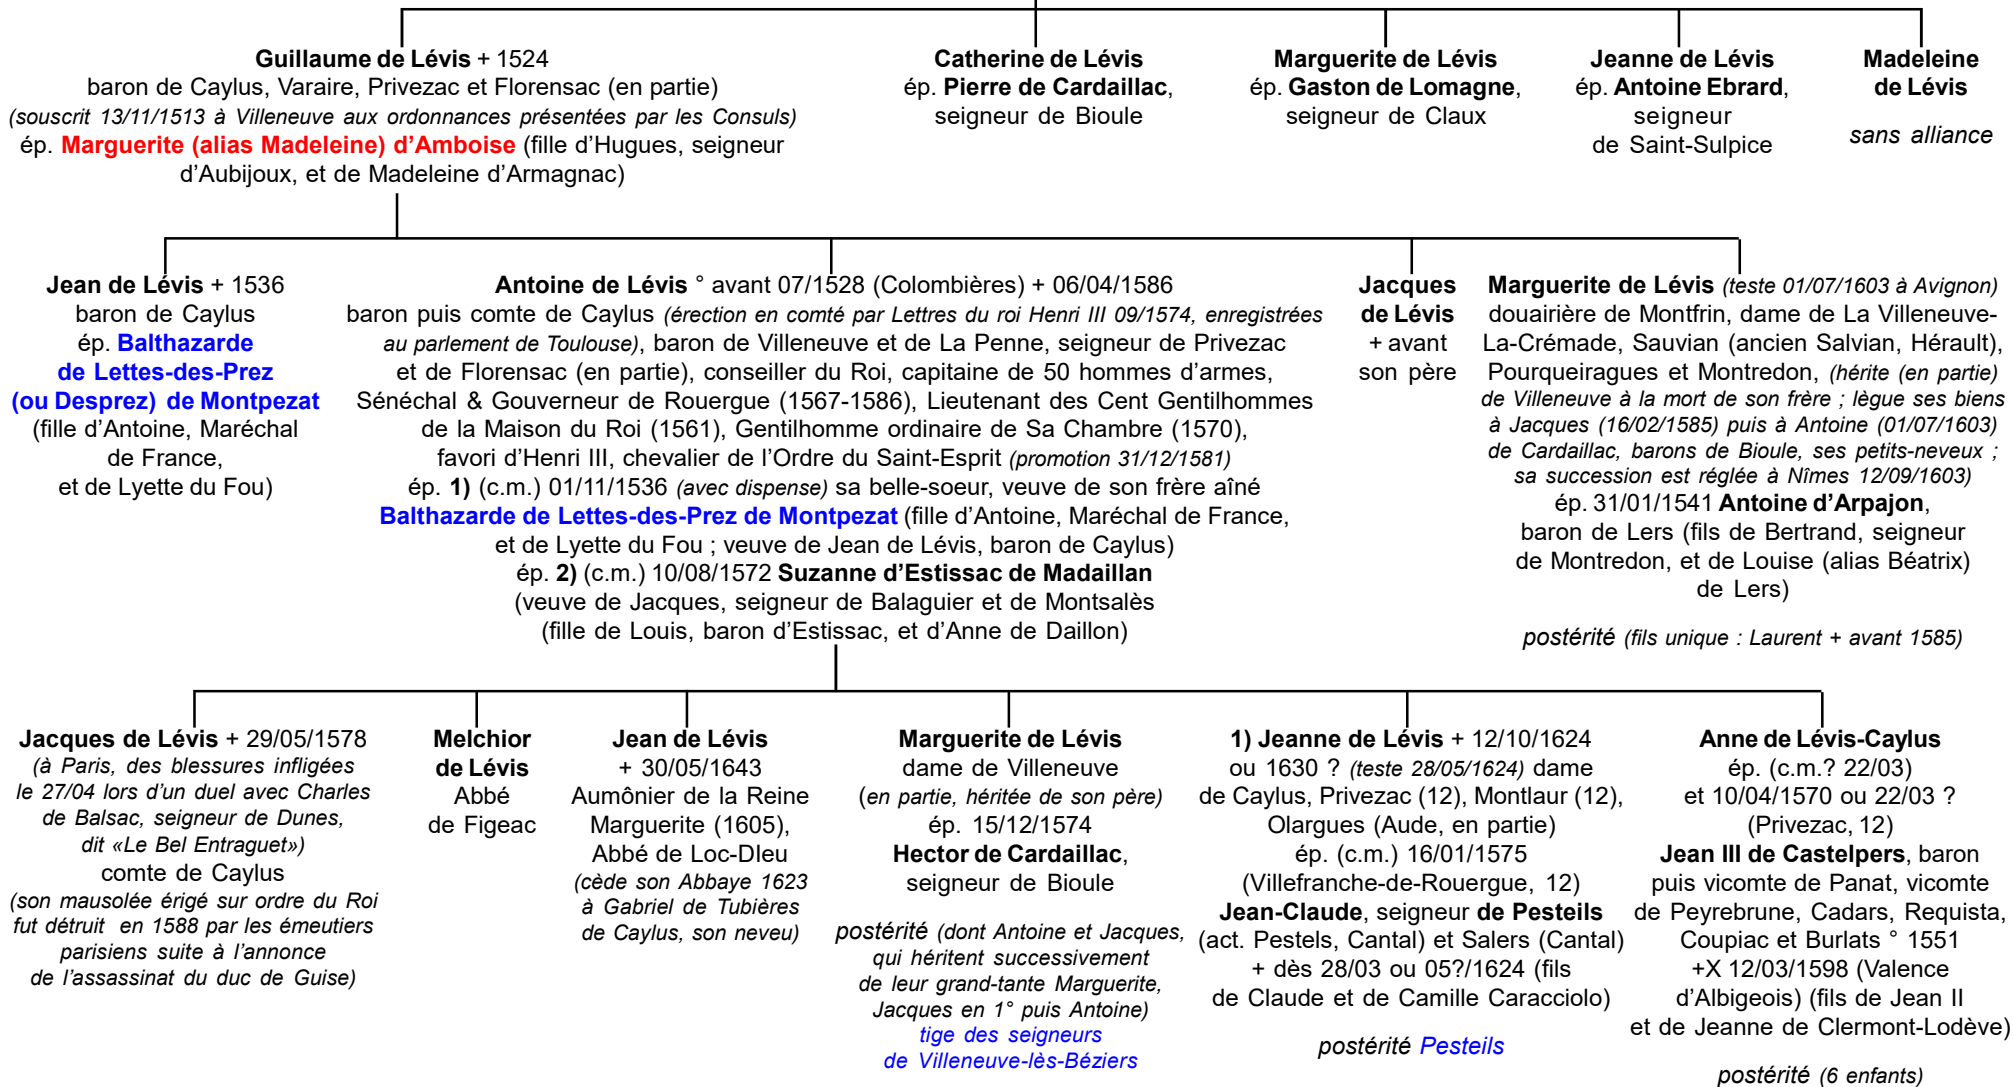 Guillaume de Lévis + 1524
baron de Caylus, Varaire, Privezac et Florensac (en partie)
(souscrit 13/11/1513 à Villeneuve aux ordonnances présentées par les Consuls)
ép. Marguerite (alias Madeleine) d'Amboise (fille d'Hugues, seigneur
d'Aubijoux, et de Madeleine d'Armagnac)
Catherine de Lévis
ép. Pierre de Cardaillac,
seigneur de Bioule
Marguerite de Lévis
ép. Gaston de Lomagne,
seigneur de Claux
Jeanne de Lévis
ép. Antoine Ebrard,
seigneur
de Saint-Sulpice
Madeleine
de Lévis
sans alliance
Jean de Lévis + 1536
baron de Caylus
ép. Balthazarde
de Lettes-des-Prez
(ou Desprez) de Montpezat
(fille d'Antoine, Maréchal
de France,
et de Lyette du Fou)
Antoine de Lévis ° avant 07/1528 (Colombières) + 06/04/1586
baron puis comte de Caylus (érection en comté par Lettres du roi Henri III 09/1574, enregistrées
au parlement de Toulouse), baron de Villeneuve et de La Penne, seigneur de Privezac
et de Florensac (en partie), conseiller du Roi, capitaine de 50 hommes d'armes,
Sénéchal & Gouverneur de Rouergue (1567-1586), Lieutenant des Cent Gentilhommes
de la Maison du Roi (1561), Gentilhomme ordinaire de Sa Chambre (1570),
favori d'Henri III, chevalier de l'Ordre du Saint-Esprit (promotion 31/12/1581)
ép. 1) (c.m.) 01/11/1536 (avec dispense) sa belle-soeur, veuve de son frère aîné
Balthazarde de Lettes-des-Prez de Montpezat (fille d'Antoine, Maréchal de France,
et de Lyette du Fou ; veuve de Jean de Lévis, baron de Caylus)
ép. 2) (c.m.) 10/08/1572 Suzanne d'Estissac de Madaillan
(veuve de Jacques, seigneur de Balaguier et de Montsalès
(fille de Louis, baron d'Estissac, et d'Anne de Daillon)
Jacques
de Lévis
+ avant
son père
Marguerite de Lévis (teste 01/07/1603 à Avignon)
douairière de Montfrin, dame de La Villeneuve-
La-Crémade, Sauvian (ancien Salvian, Hérault),
Pourqueiragues et Montredon, (hérite (en partie)
de Villeneuve à la mort de son frère ; lègue ses biens
à Jacques (16/02/1585) puis à Antoine (01/07/1603)
de Cardaillac, barons de Bioule, ses petits-neveux ;
sa succession est réglée à Nîmes 12/09/1603)
ép. 31/01/1541 Antoine d'Arpajon,
baron de Lers (fils de Bertrand, seigneur
de Montredon, et de Louise (alias Béatrix)
de Lers)
postérité (fils unique : Laurent + avant 1585)
Jacques de Lévis + 29/05/1578
(à Paris, des blessures infligées
le 27/04 lors d'un duel avec Charles
de Balsac, seigneur de Dunes,
dit «Le Bel Entraguet»)
comte de Caylus
(son mausolée érigé sur ordre du Roi
fut détruit en 1588 par les émeutiers
parisiens suite à l'annonce
de l'assassinat du duc de Guise)
Melchior
de Lévis
Abbé
de Figeac
Jean de Lévis
+ 30/05/1643
Aumônier de la Reine
Marguerite (1605),
Abbé de Loc-DIeu
(cède son Abbaye 1623
à Gabriel de Tubières
de Caylus, son neveu)
Marguerite de Lévis
dame de Villeneuve
(en partie, héritée de son père)
ép. 15/12/1574
Hector de Cardaillac,
seigneur de Bioule
postérité (dont Antoine et Jacques,
qui héritent successivement
de leur grand-tante Marguerite,
Jacques en 1° puis Antoine)
tige des seigneurs
de Villeneuve-lès-Béziers
1) Jeanne de Lévis + 12/10/1624
ou 1630 ? (teste 28/05/1624) dame
de Caylus, Privezac (12), Montlaur (12),
Olargues (Aude, en partie)
ép. (c.m.) 16/01/1575
(Villefranche-de-Rouergue, 12)
Jean-Claude, seigneur de Pesteils
(act. Pestels, Cantal) et Salers (Cantal)
+ dès 28/03 ou 05?/1624 (fils
de Claude et de Camille Caracciolo)
postérité Pesteils
Anne de Lévis-Caylus
ép. (c.m.? 22/03)
et 10/04/1570 ou 22/03 ?
(Privezac, 12)
Jean III de Castelpers, baron
puis vicomte de Panat, vicomte
de Peyrebrune, Cadars, Requista,
Coupiac et Burlats ° 1551
+X 12/03/1598 (Valence
d'Albigeois) (fils de Jean II
et de Jeanne de Clermont-Lodève)
postérité (6 enfants)